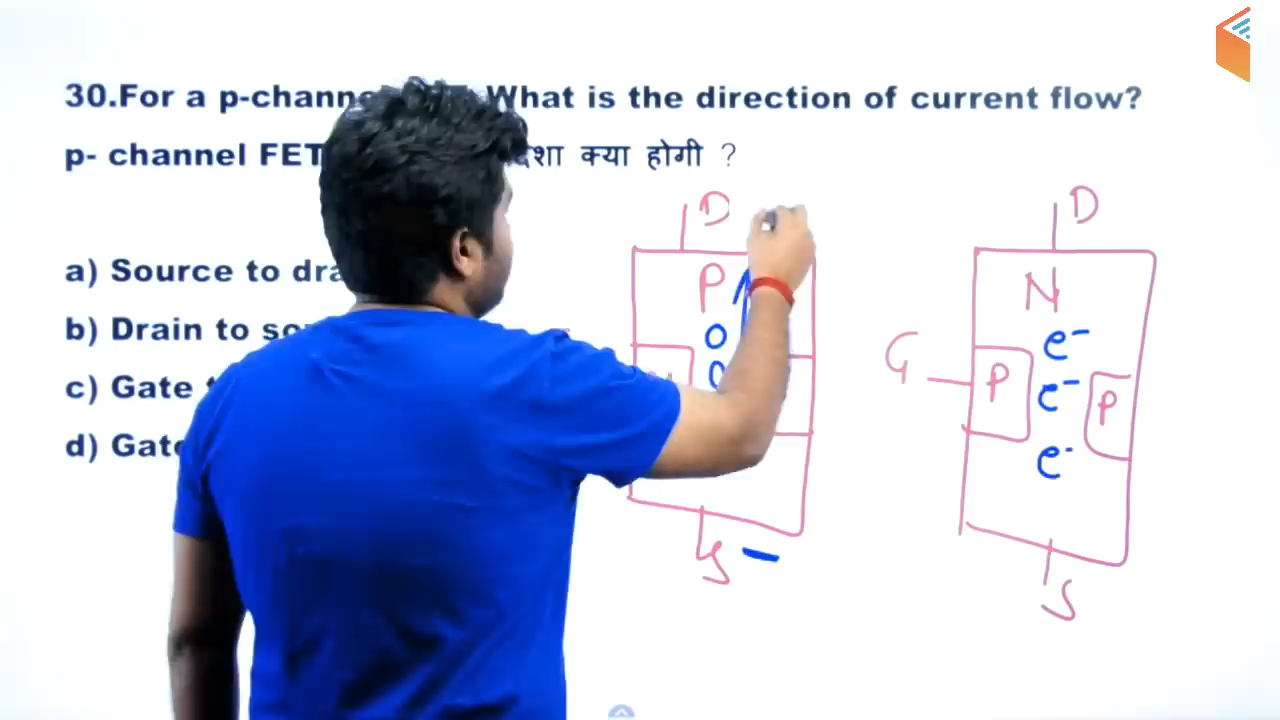 30.For a p-chann What is the direction of current flow?
p- channel FET शा क्या होगी ?
a) Source to dra
b) Drain to so
c) Gate
d) Gate
D
P
O
S
–
D
N
e-
G
P
e-
P
e-
S